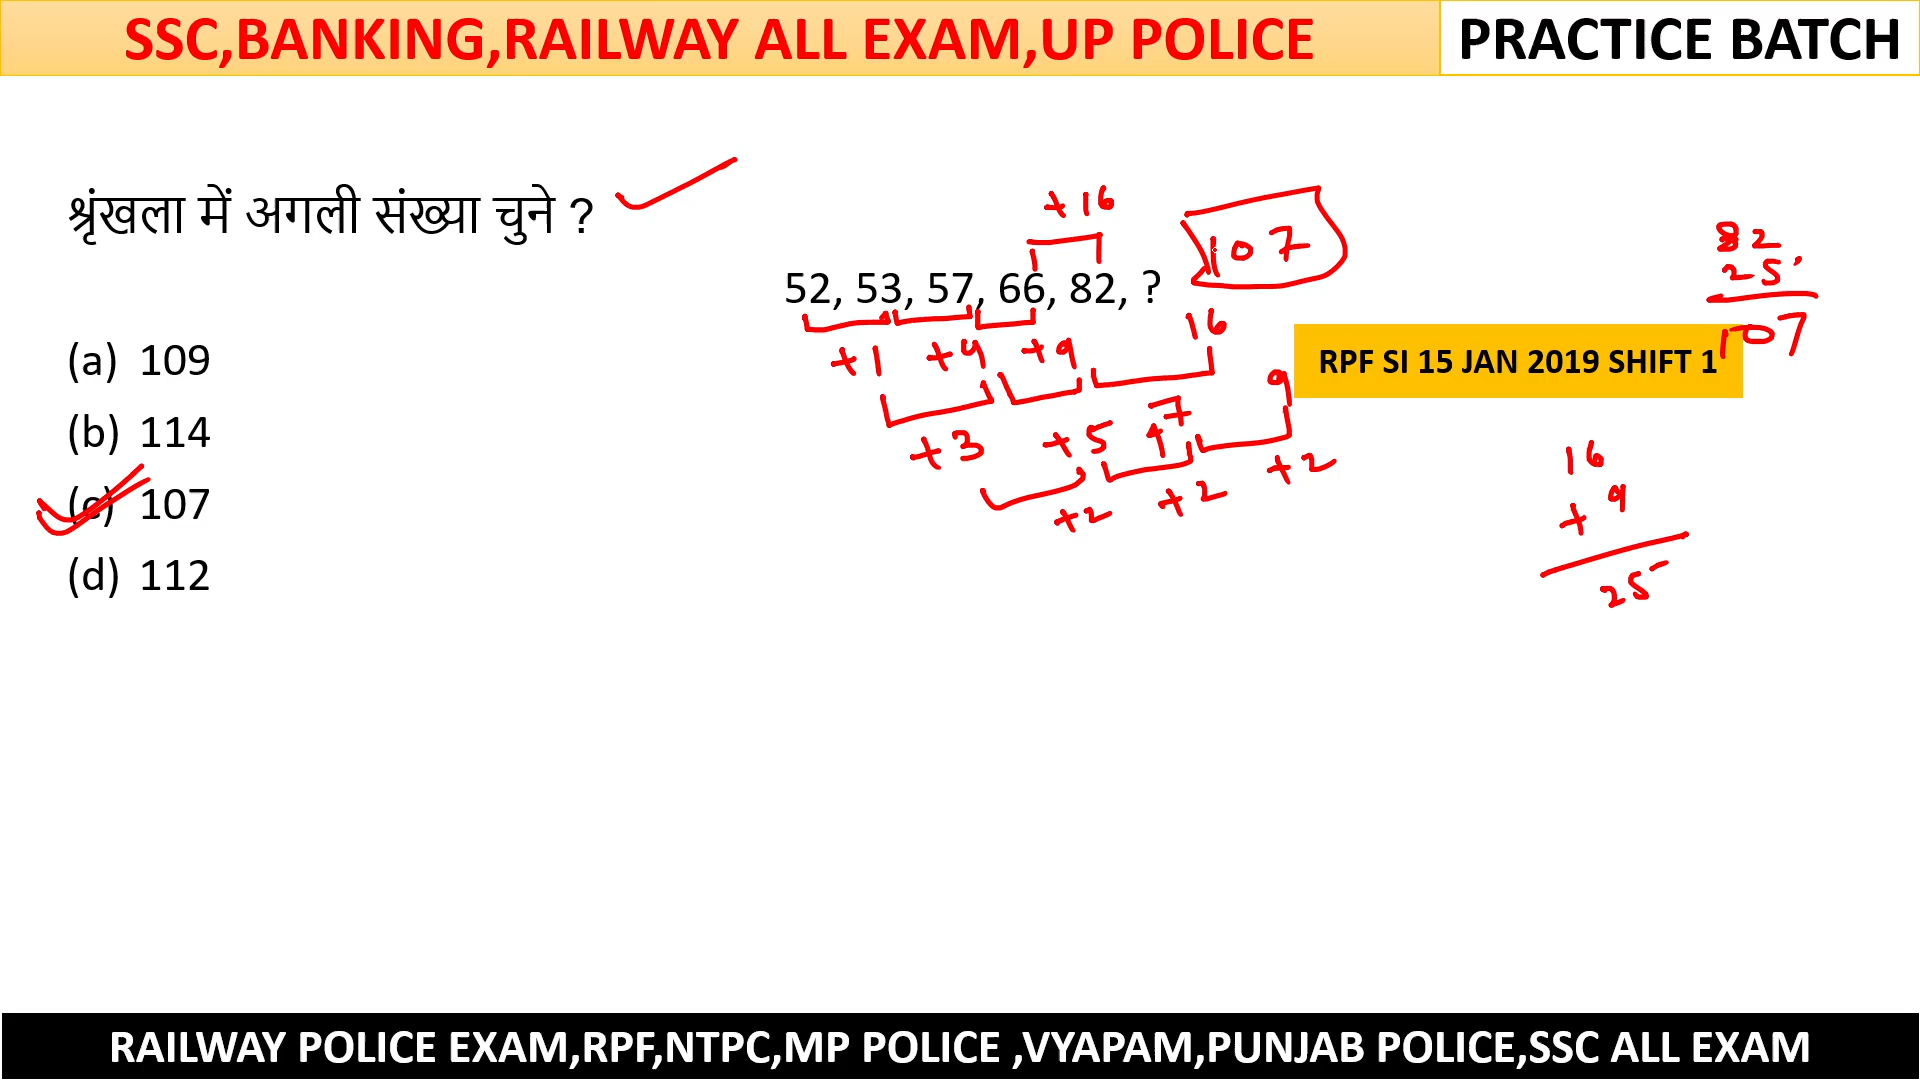 SSC,BANKING,RAILWAY ALL EXAM,UP POLICE
PRACTICE BATCH
श्रृंखला में अगली संख्या चुने ?
+16
107
52, 53, 57, 66, 82, ?
82
25
107
16
+1 +4 +9
RPF SI 15 JAN 2019 SHIFT 1
(a) 109
9
+3 +5 +7
(b) 114
+2 +2 +2
16
+ 9
25
(c) 107
(d) 112
RAILWAY POLICE EXAM,RPF,NTPC,MP POLICE ,VYAPAM,PUNJAB POLICE,SSC ALL EXAM